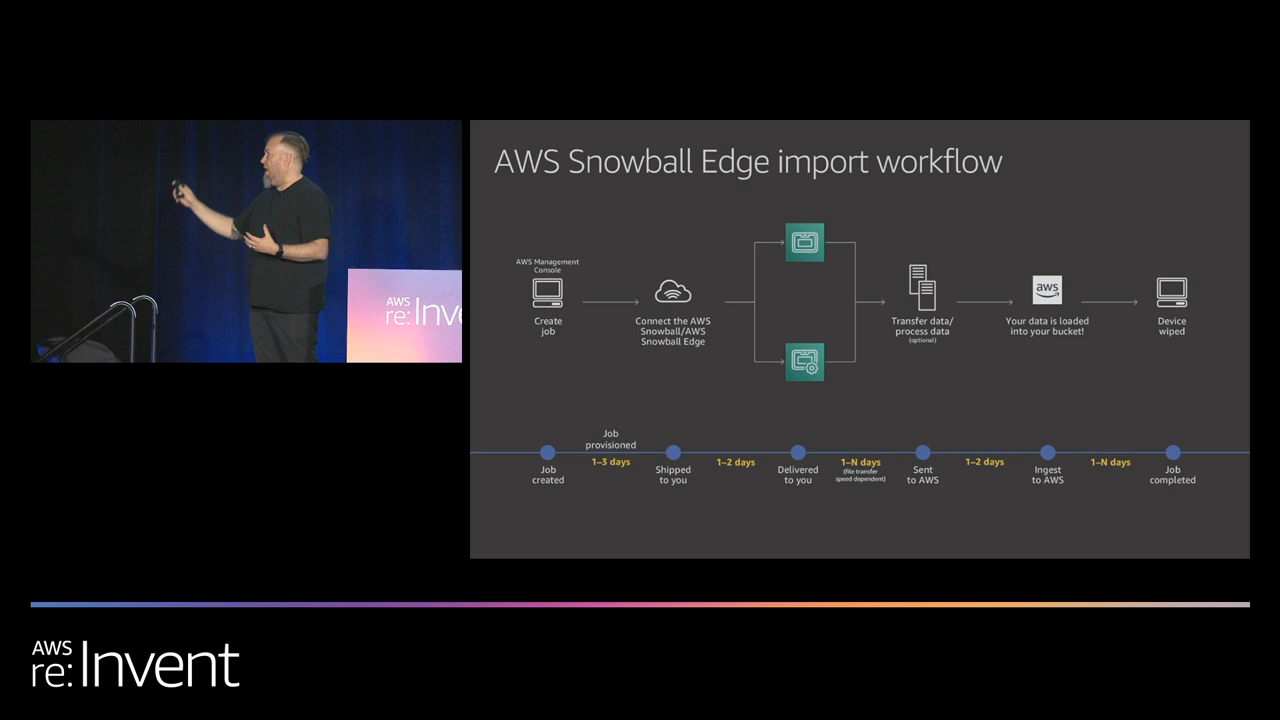 AWS Snowball Edge import workflow
AWS Management
Console
Create
job
Connect the AWS
Snowball/AWS
Snowball Edge
Transfer data/
process data
(optional)
aws
Your data is loaded
into your bucket!
Device
wiped
Job
provisioned
1–3 days
1–2 days
1–N days
(file transfer
speed dependent)
1–2 days
1–N days
Job
created
Shipped
to you
Delivered
to you
Sent
to AWS
Ingest
to AWS
Job
completed
AWS
re:Inve
AWS
re:Invent